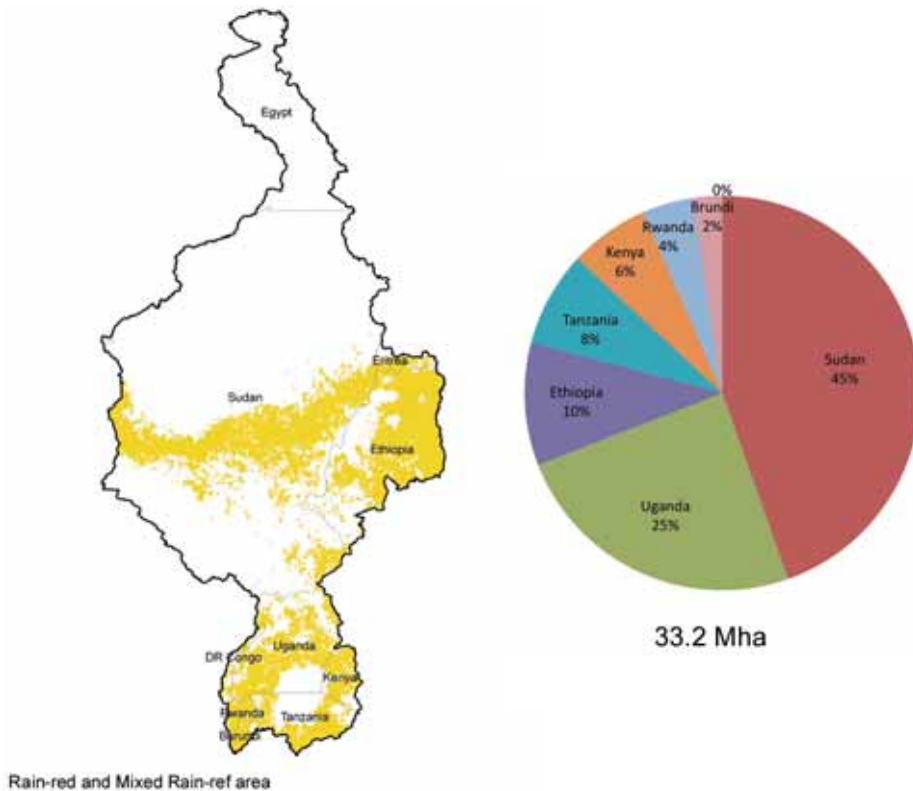 Egypt
Eritrea
Sudan
Ethiopia
Uganda
DR Congo
Kenya
Rwanda
Tanzania
Burundi
0%
Brundi
2%
Rwanda
4%
Kenya
6%
Tanzania
8%
Sudan
45%
Ethiopia
10%
Uganda
25%
33.2 Mha
Rain-red and Mixed Rain-ref area